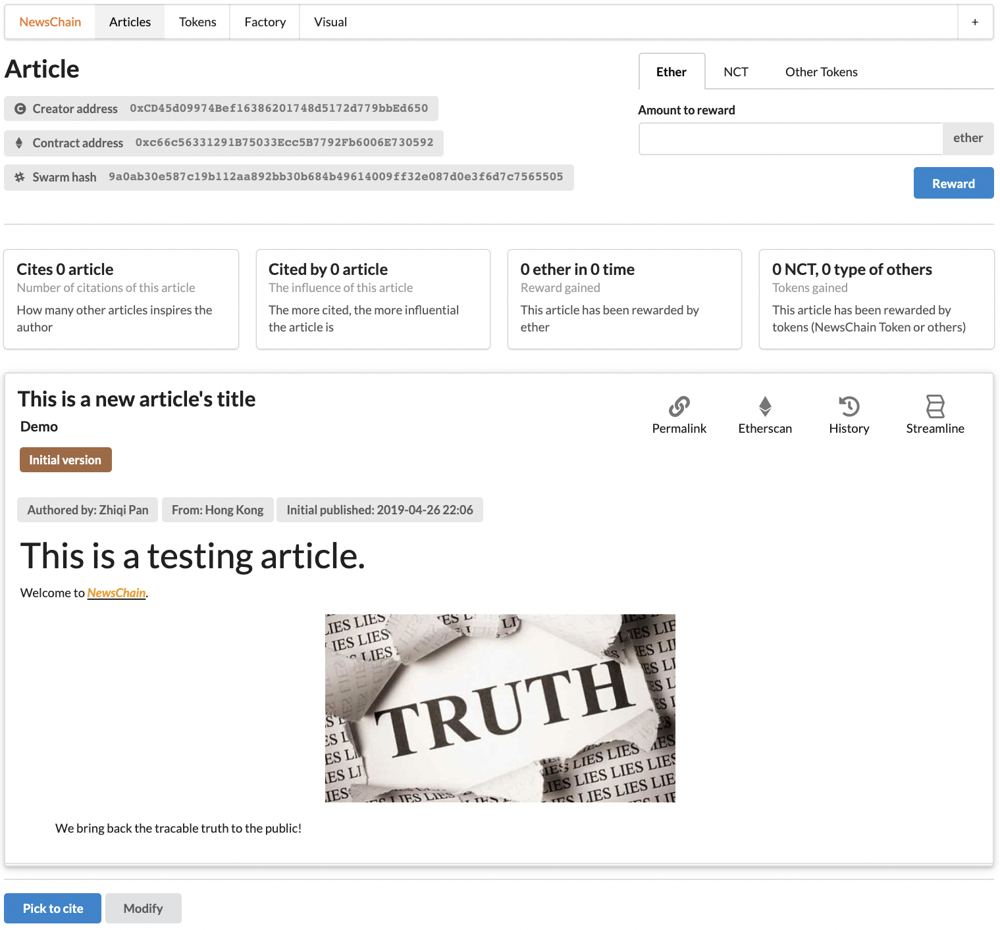 NewsChain Articles Tokens Factory Visual +
Article
Creator address 0xCD45d09974Bef16386201748d5172d779bbEd650
Contract address 0xc66c56331291B75033Ecc5B7792Fb6006E730592
Swarm hash 9a0ab30e587c19b112aa892bb30b684b49614009ff32e087d0e3f6d7c7565505
Ether NCT Other Tokens
Amount to reward
ether
Reward
Cites 0 article
Number of citations of this article
How many other articles inspires the
author
Cited by 0 article
The influence of this article
The more cited, the more influential
the article is
0 ether in 0 time
Reward gained
This article has been rewarded by
ether
0 NCT, 0 type of others
Tokens gained
This article has been rewarded by
tokens (NewsChain Token or others)
This is a new article's title
Demo
Initial version
Permalink Etherscan History Streamline
Authored by: Zhiqi Pan From: Hong Kong Initial published: 2019-04-26 22:06
This is a testing article.
Welcome to NewsChain.
TRUTH
LIES LIES
LIES LIES LIES
LIES LIES LIES
We bring back the tracable truth to the public!
Pick to cite Modify